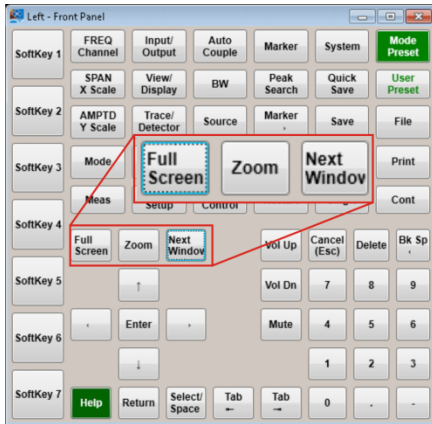 Left - Front Panel
SoftKey 1
FREQ
Channel
Input/
Output
Auto
Couple
Marker
System
Mode
Preset
SPAN
X Scale
View/
Display
BW
Peak
Search
Quick
Save
User
Preset
SoftKey 2
AMPTD
Y Scale
Trace/
Detector
Source
Marker
Save
File
SoftKey 3
Mode
Full
Screen
Zoom
Next
Windov
Print
Meas
Setup
Control
Cont
SoftKey 4
Full
Screen
Zoom
Next
Windov
Vol Up
Cancel
(Esc)
Delete
Bk Sp
SoftKey 5
↑
Vol Dn
7
8
9
SoftKey 6
Enter
Mute
4
5
6
↓
1
2
3
SoftKey 7
Help
Return
Select/
Space
Tab
←
Tab
→
0
.
-